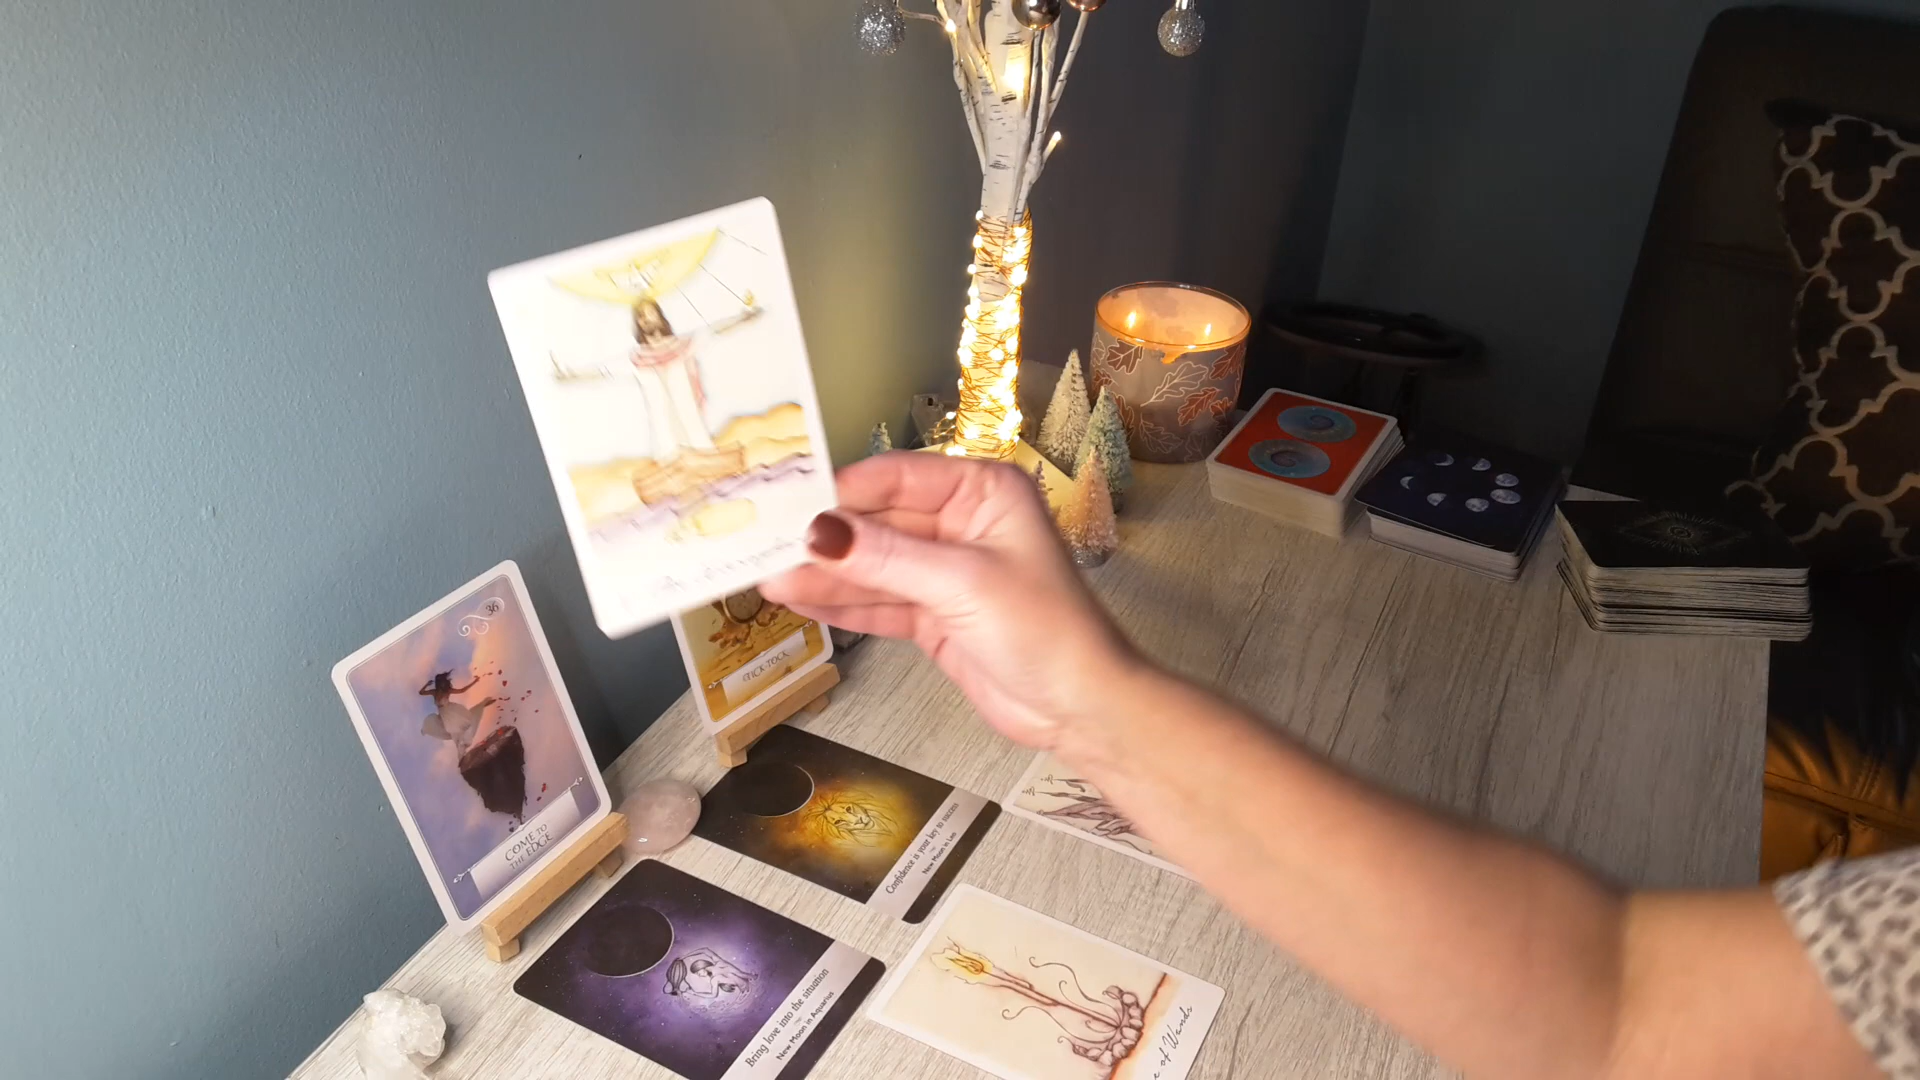 36
COME TO
THE EDGE
TICK-TOCK
Confidence is your key to success
New Moon in Leo
Bring love into the situation
New Moon in Aquarius
of Wands